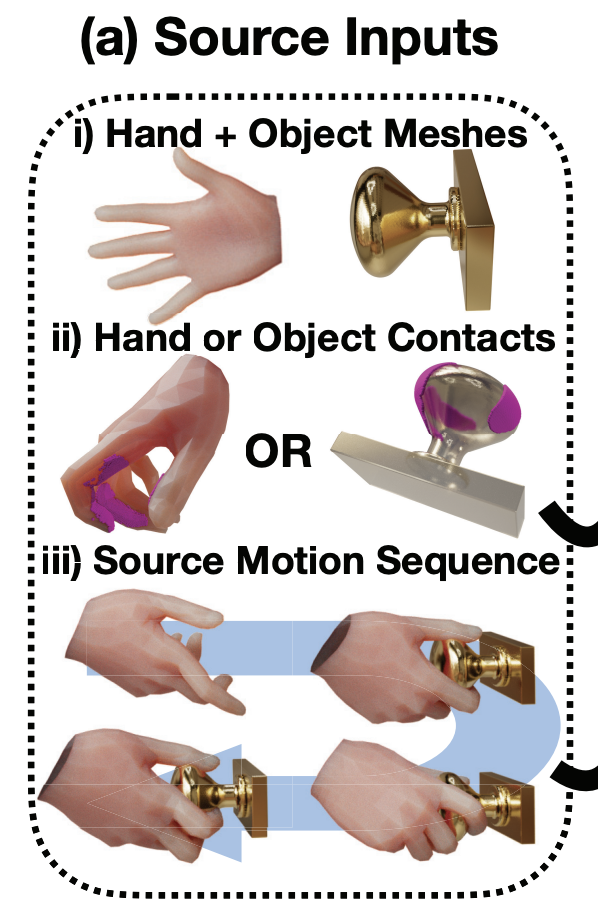 (a) Source Inputs
i) Hand + Object Meshes
ii) Hand or Object Contacts
OR
iii) Source Motion Sequence